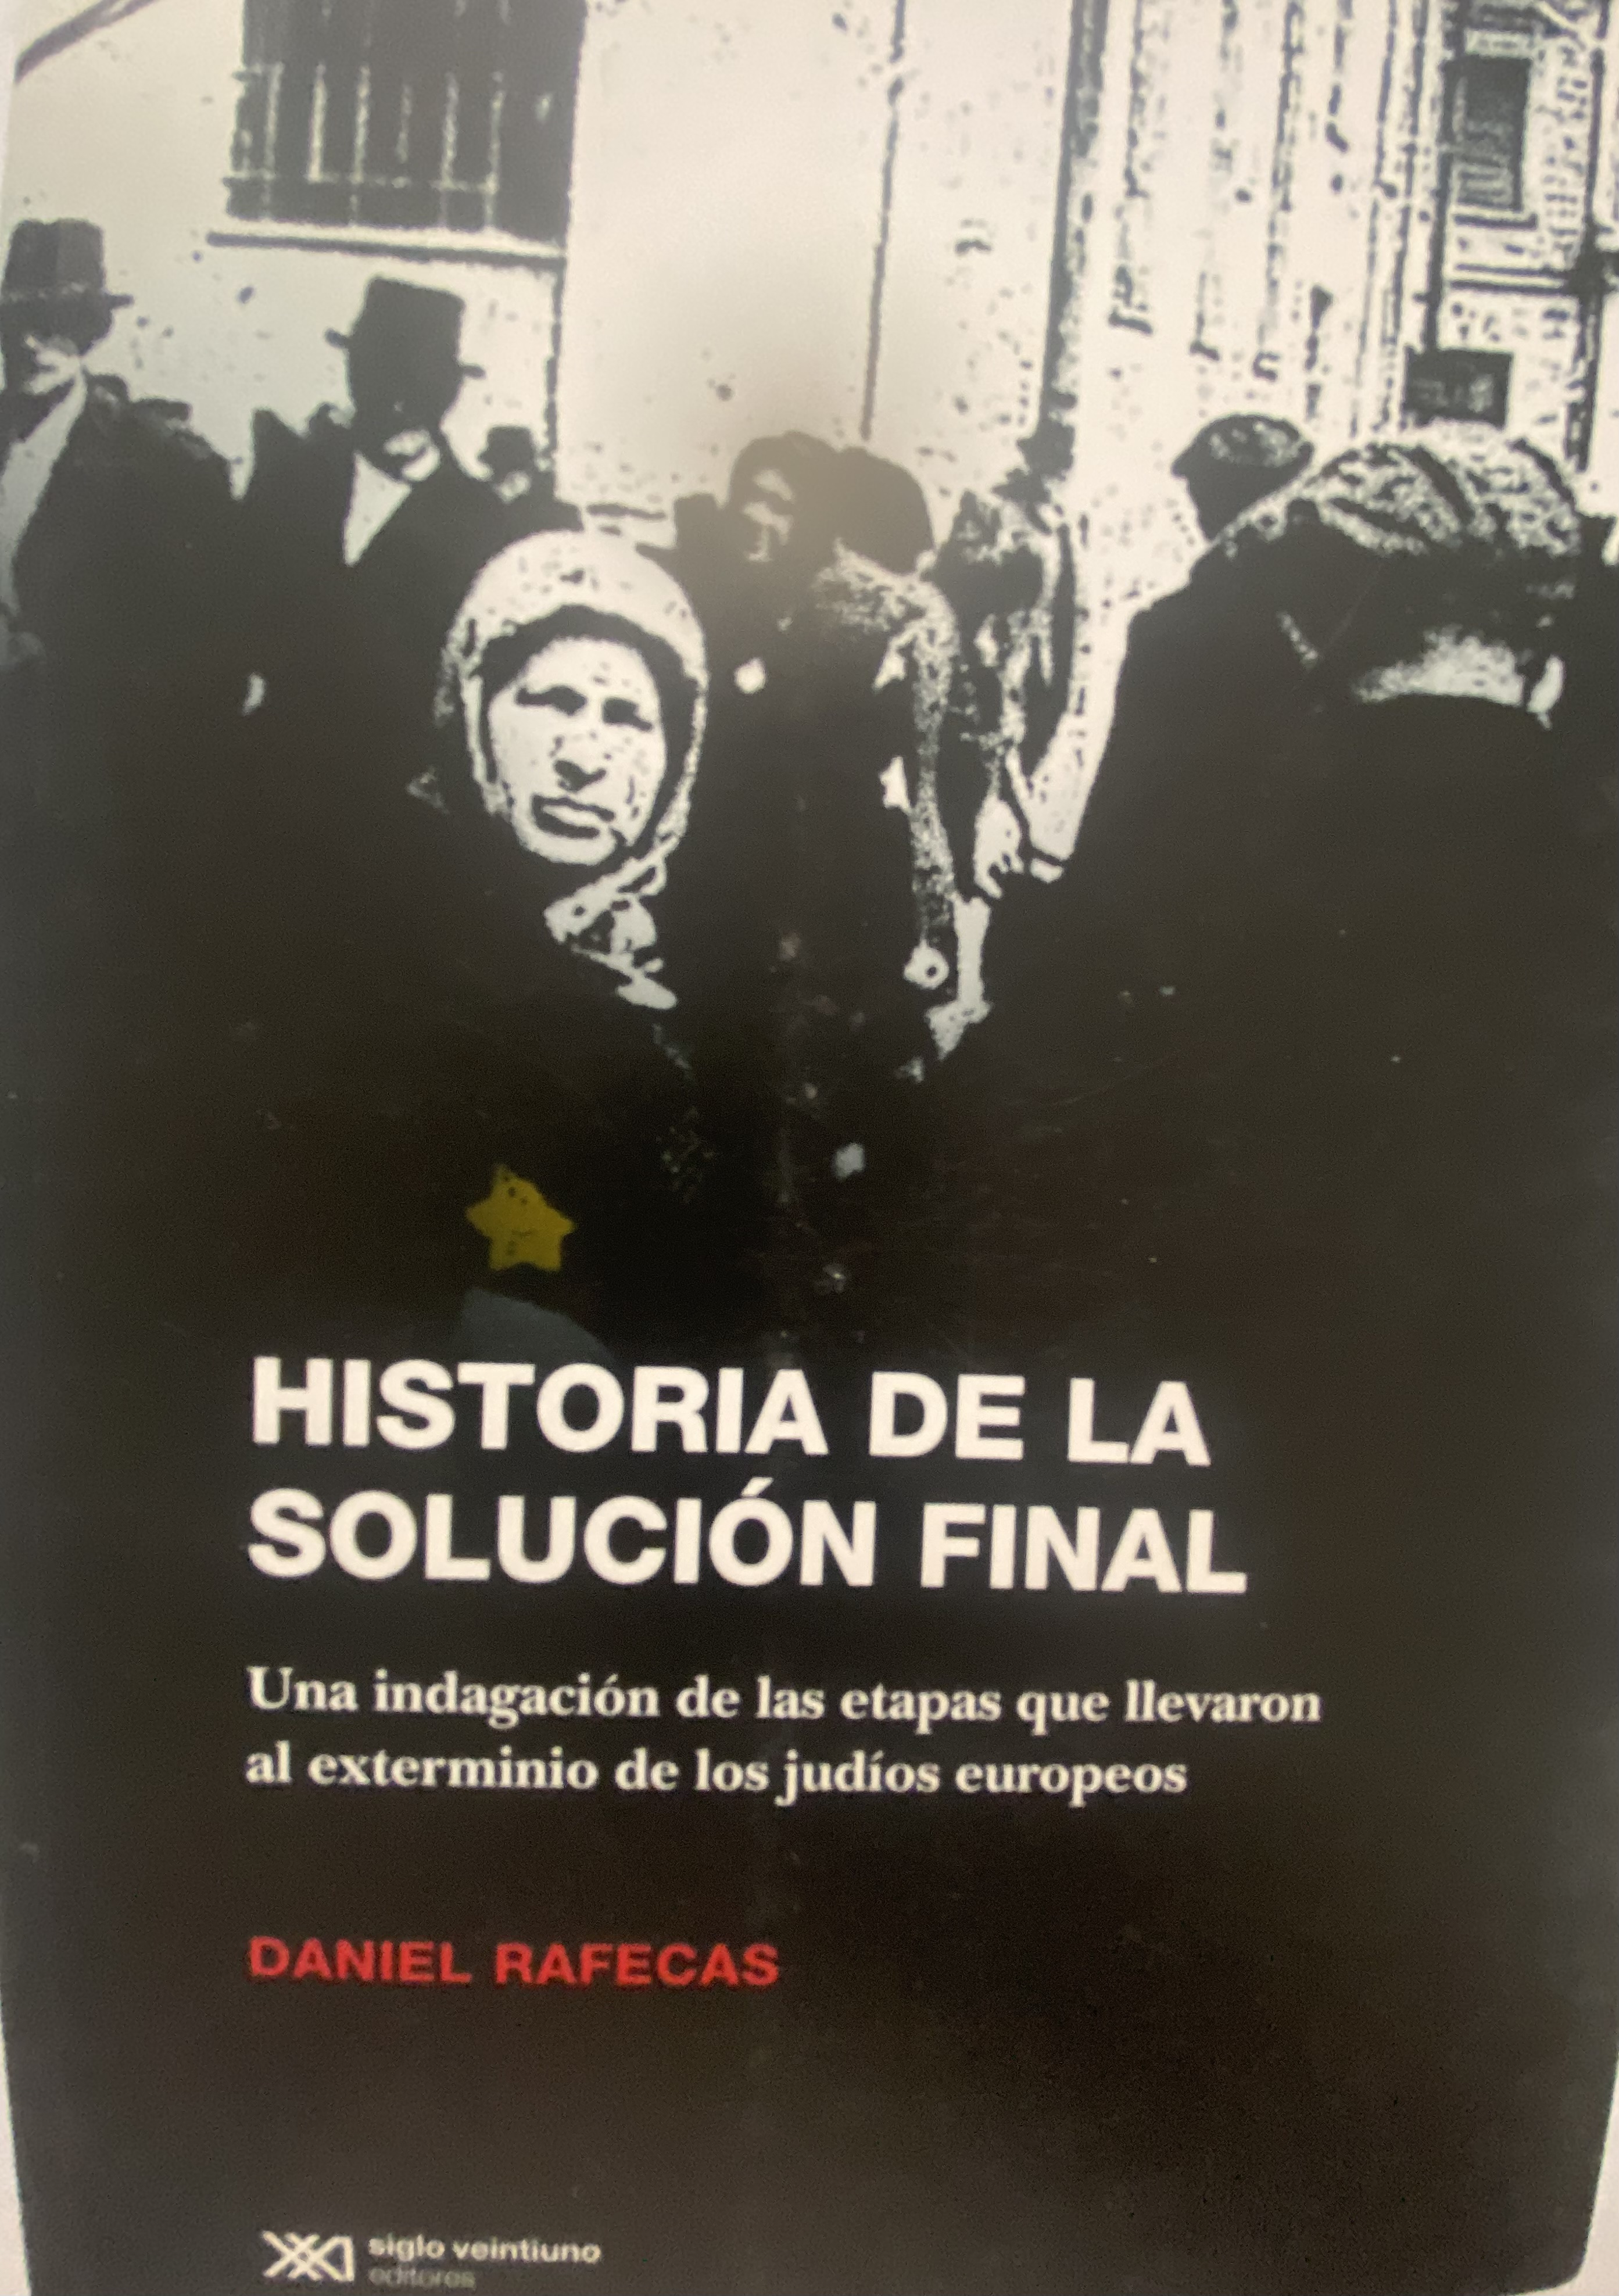 HISTORIA DE LA
SOLUCIÓN FINAL
Una indagación de las etapas que llevaron
al exterminio de los judíos europeos
DANIEL RAFECAS
siglo veintiuno
editores